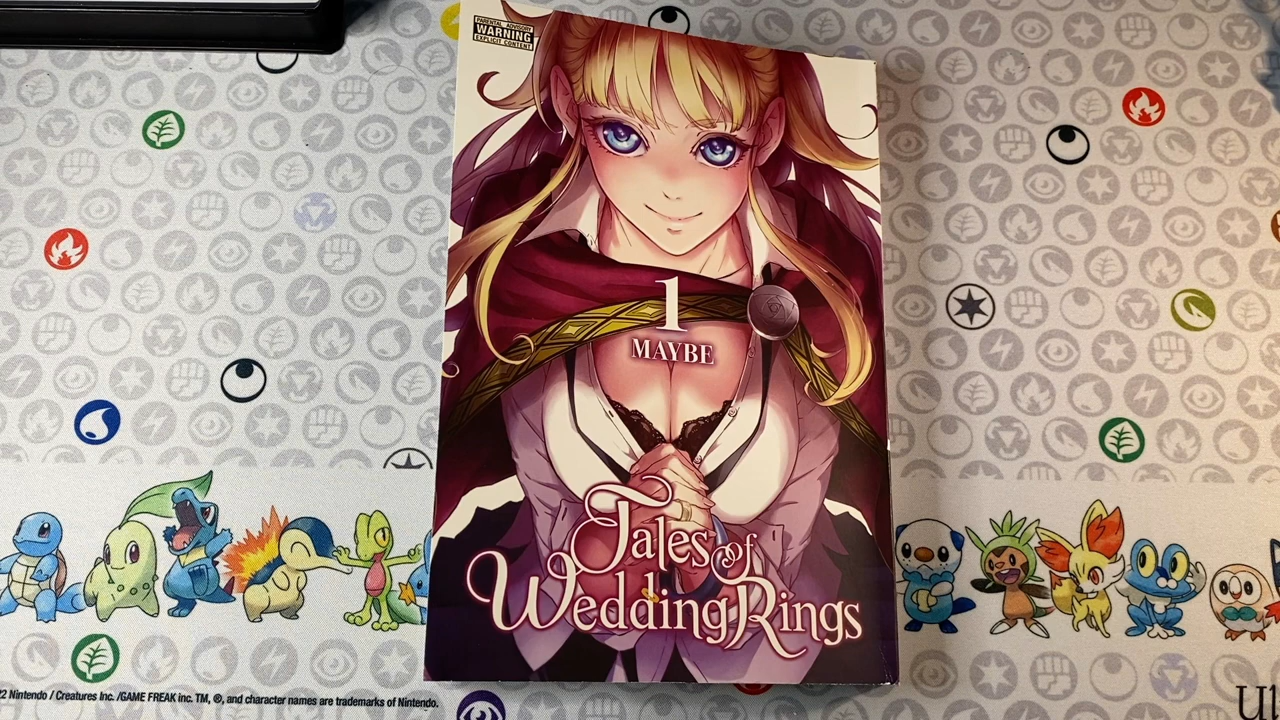 PARENTAL ADVISORY
WARNING
EXPLICIT CONTENT
1
MAYBE
Tales of
Wedding Rings
2 Nintendo / Creatures Inc. /GAME FREAK inc. TM, ®, and character names are trademarks of Nintendo.
Ul